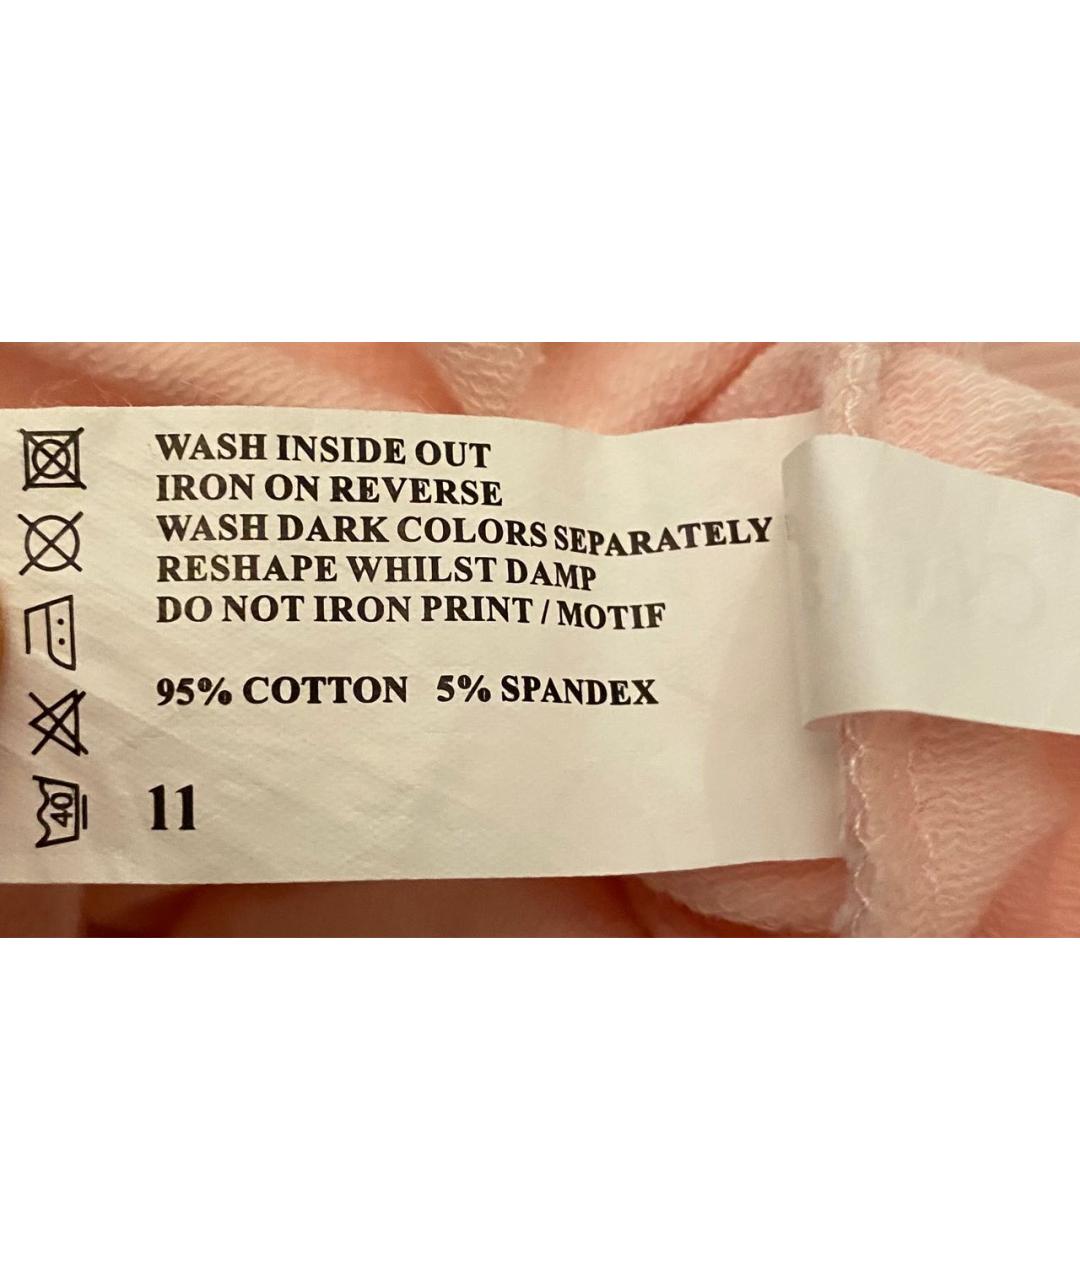 WASH INSIDE OUT
IRON ON REVERSE
WASH DARK COLORS SEPARATELY
RESHAPE WHILST DAMP
DO NOT IRON PRINT / MOTIF
95% COTTON 5% SPANDEX
40
11